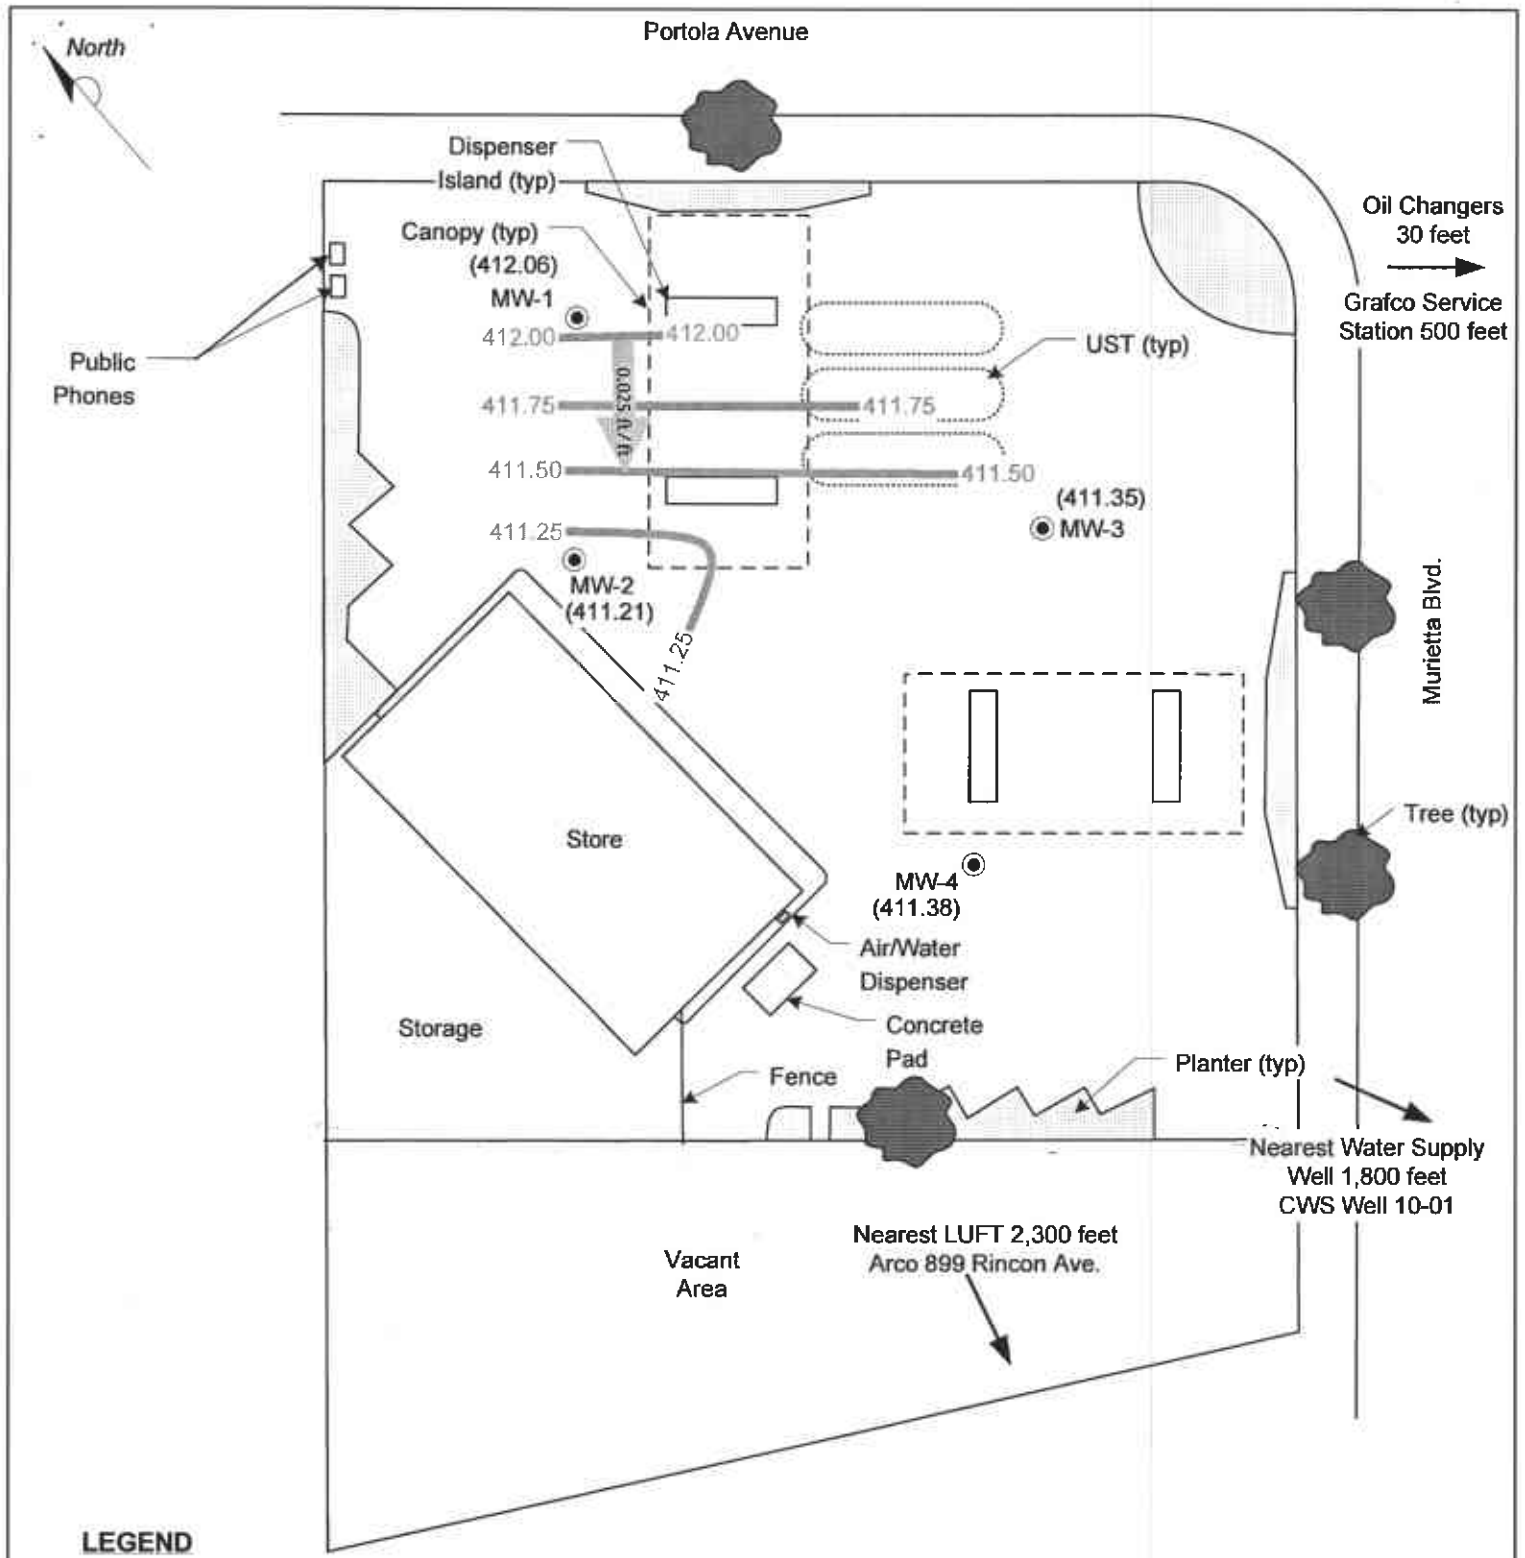 Portola Avenue
North
Dispenser
Island (typ)
Oil Changers
30 feet
Canopy (typ)
(412.06)
MW-1
Grafco Service
Station 500 feet
412.00
412.00
UST (typ)
Public
Phones
0.025 ft/ft
411.75
411.75
411.50
411.50
(411.35)
MW-3
411.25
MW-2
(411.21)
411.25
Murietta Blvd.
Tree (typ)
Store
MW-4
(411.38)
Air/Water
Dispenser
Storage
Concrete
Pad
Planter (typ)
Fence
Nearest Water Supply
Well 1,800 feet
CWS Well 10-01
Nearest LUFT 2,300 feet
Arco 899 Rincon Ave.
Vacant
Area
LEGEND